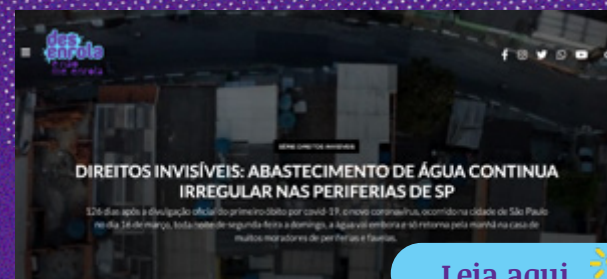 des
enrola
e não me enrola
SÉRIE DIREITOS INVISÍVEIS
DIREITOS INVISÍVEIS: ABASTECIMENTO DE ÁGUA CONTINUA
IRREGULAR NAS PERIFERIAS DE SP
126 dias após a divulgação oficial do primeiro óbito por covid-19, o novo coronavírus, ocorrido na cidade de São Paulo
no dia 16 de março, toda noite de segunda-feira a domingo, a água vai embora e só retorna pela manhã na casa de
muitos moradores de periferias e favelas.
Leia aqui